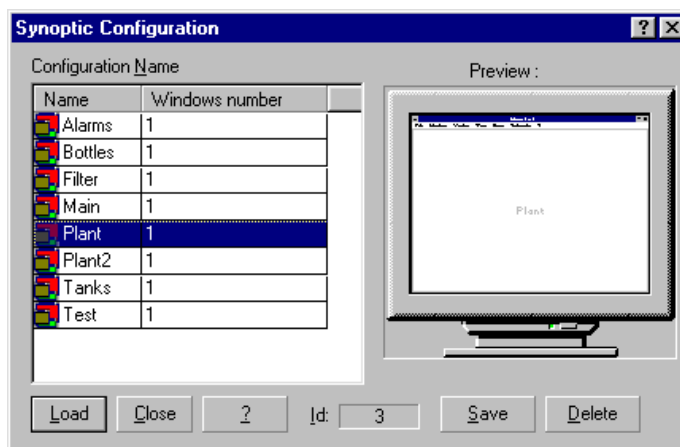 Synoptic Configuration
Configuration Name
Preview :
Name Windows number
Alarms 1
Bottles 1
Filter 1
Main 1
Plant 1
Plant2 1
Tanks 1
Test 1
Plant
Load Close ? Id: 3 Save Delete